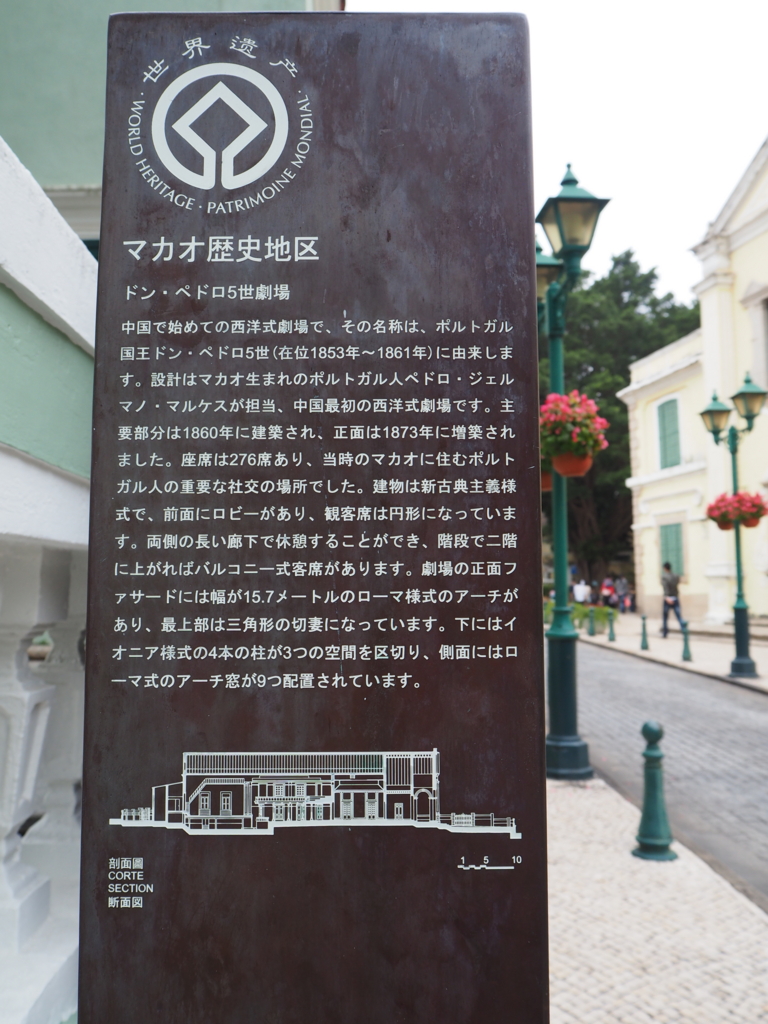 世界遗产
WORLD HERITAGE · PATRIMOINE MONDIAL
マカオ歴史地区
ドン・ペドロ5世劇場
中国で始めての西洋式劇場で、その名称は、ポルトガル
国王ドン・ペドロ5世(在位1853年～1861年)に由来しま
す。設計はマカオ生まれのポルトガル人ペドロ・ジェル
マノ・マルケスが担当、中国最初の西洋式劇場です。主
要部分は1860年に建築され、正面は1873年に増築され
ました。座席は276席あり、当時のマカオに住むポルト
ガル人の重要な社交の場所でした。建物は新古典主義様
式で、前面にロビーがあり、観客席は円形になっていま
す。両側の長い廊下で休憩することができ、階段で二階
に上がればバルコニー式客席があります。劇場の正面フ
ァサードには幅が15.7メートルのローマ様式のアーチが
あり、最上部は三角形の切妻になっています。下にはイ
オニア様式の4本の柱が3つの空間を区切り、側面にはロ
ーマ式のアーチ窓が9つ配置されています。
剖面圖
CORTE
SECTION
断面図
1 5 10